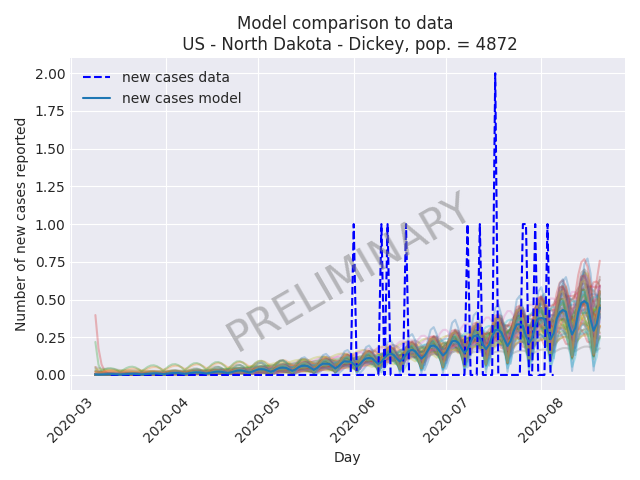 Model comparison to data
US - North Dakota - Dickey, pop. = 4872
new cases data
new cases model
Number of new cases reported
2.00
1.75
1.50
1.25
1.00
0.75
0.50
0.25
0.00
PRELIMINARY
2020-03
2020-04
2020-05
2020-06
2020-07
2020-08
Day